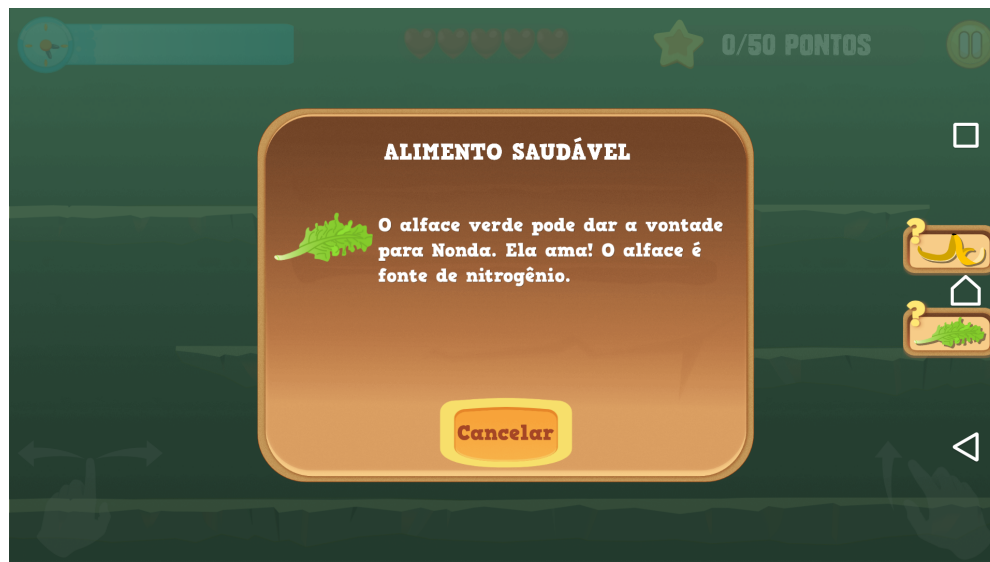 0/50 PONTOS
ALIMENTO SAUDÁVEL
O alface verde pode dar a vontade
para Nonda. Ela ama! O alface é
fonte de nitrogênio.
?
?
Cancelar